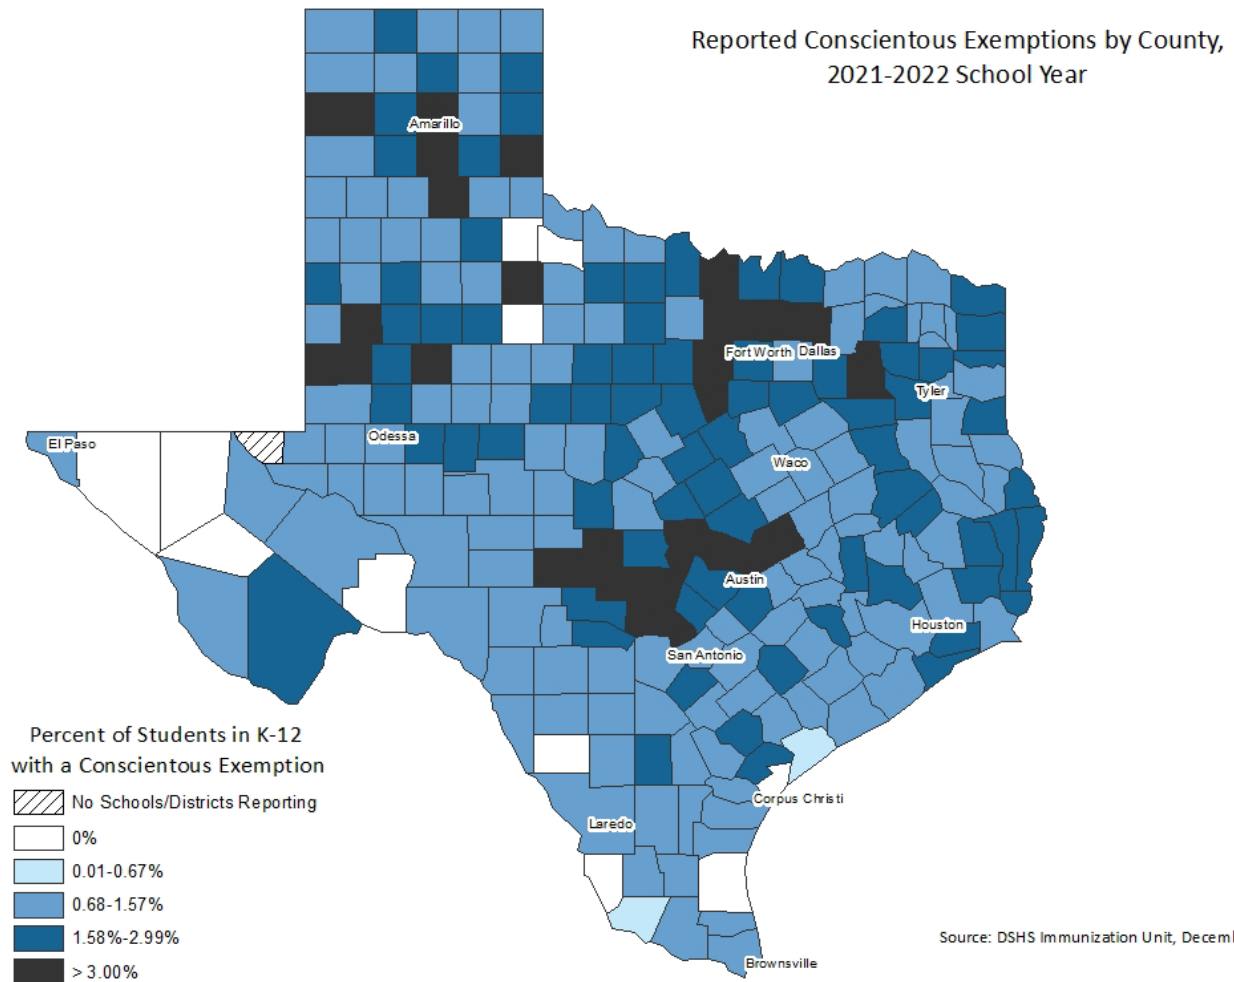 Reported Conscientous Exemptions by County,
2021-2022 School Year
Amarillo
Fort Worth
Dallas
Tyler
El Paso
Odessa
Waco
Austin
Houston
San Antonio
Percent of Students in K-12
with a Conscientous Exemption
No Schools/Districts Reporting
0%
0.01-0.67%
0.68-1.57%
1.58%-2.99%
> 3.00%
Corpus Christi
Laredo
Brownsville
Source: DSHS Immunization Unit, Decem